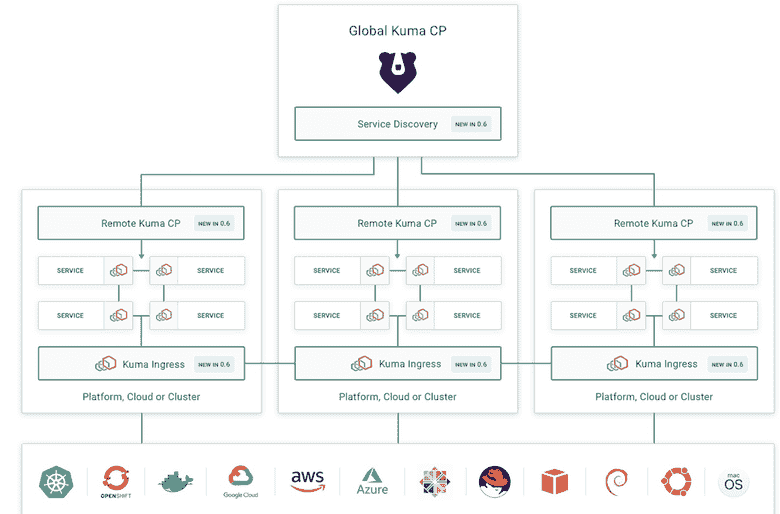 Global Kuma CP
Service Discovery NEW IN 0.6
Remote Kuma CP NEW IN 0.6
Remote Kuma CP NEW IN 0.6
Remote Kuma CP NEW IN 0.6
SERVICE SERVICE
SERVICE SERVICE
SERVICE SERVICE
SERVICE SERVICE
SERVICE SERVICE
SERVICE SERVICE
Kuma Ingress NEW IN 0.6
Kuma Ingress NEW IN 0.6
Kuma Ingress NEW IN 0.6
Platform, Cloud or Cluster
Platform, Cloud or Cluster
Platform, Cloud or Cluster
OPENSHIFT
Google Cloud
aws
Azure
mac
OS